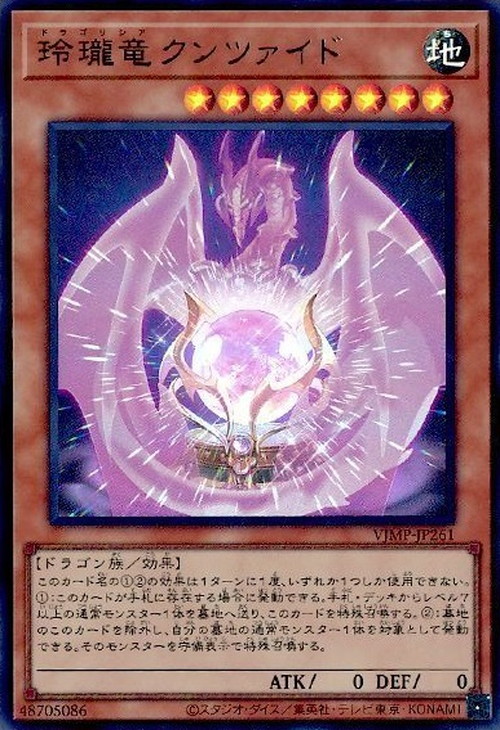 ドラゴリシア
玲瓏竜クンツァイド
ち
地
VJMP-JP261
【ドラゴン族/効果】
このカード名の①②の効果は1ターンに1度、いずれか1つしか使用できない。
①:このカードが手札に存在する場合に発動できる。手札・デッキからレベル7
以上の通常モンスター1体を墓地へ送り、このカードを特殊召喚する。②:墓地
のこのカードを除外し、自分の墓地の通常モンスター1体を対象として発動
できる。そのモンスターを守備表示で特殊召喚する。
ATK/ 0 DEF/ 0
48705086
©スタジオ・ダイス/集英社・テレビ東京・KONAMI